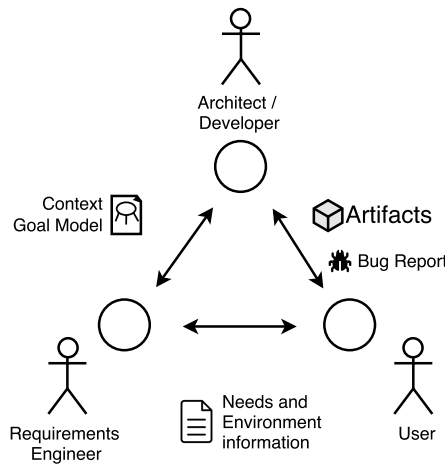 Architect /
Developer
Context
Goal Model
Artifacts
Bug Report
Requirements
Engineer
Needs and
Environment
information
User